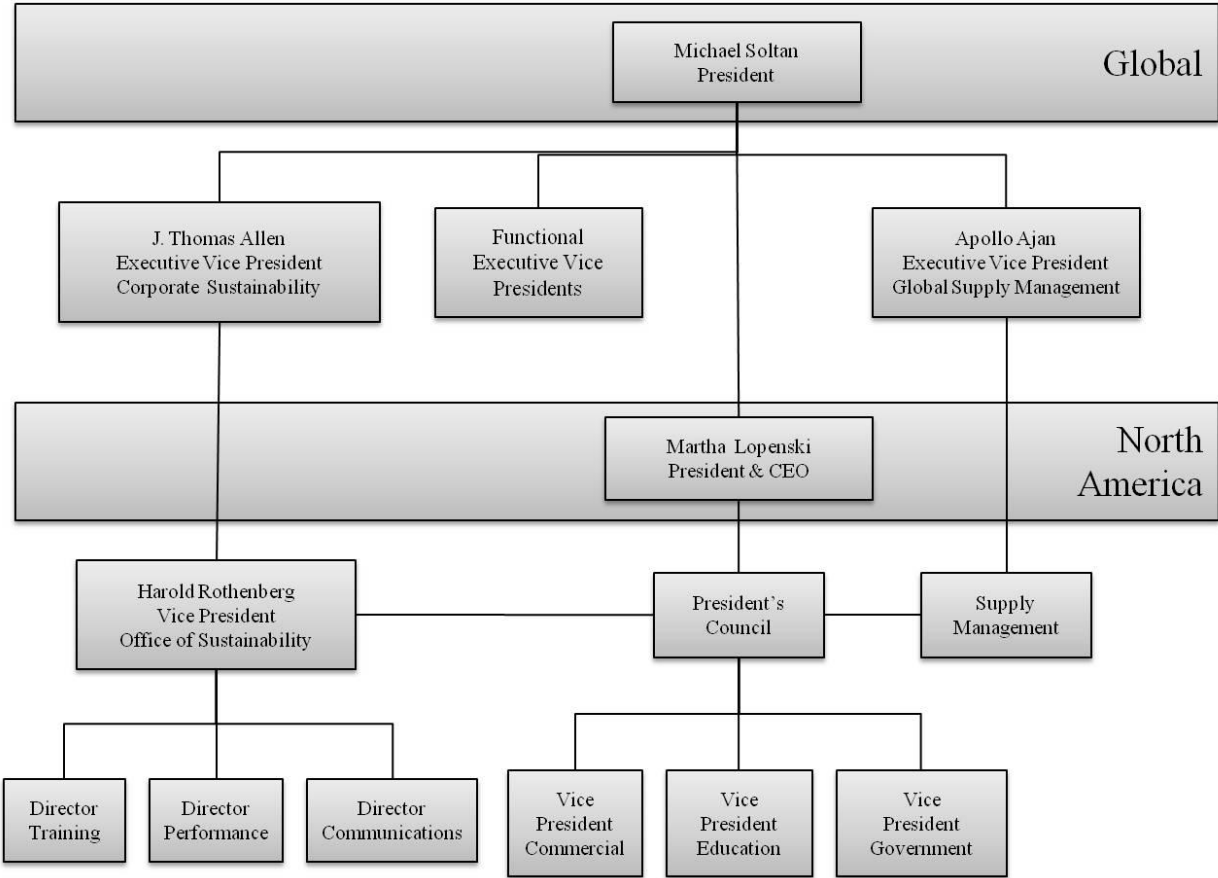 Michael Soltan
President
Global
J. Thomas Allen
Executive Vice President
Corporate Sustainability
Functional
Executive Vice
Presidents
Apollo Ajan
Executive Vice President
Global Supply Management
Martha Lopenski
President & CEO
North
America
Harold Rothenberg
Vice President
Office of Sustainability
President’s
Council
Supply
Management
Director
Training
Director
Performance
Director
Communications
Vice
President
Commercial
Vice
President
Education
Vice
President
Government